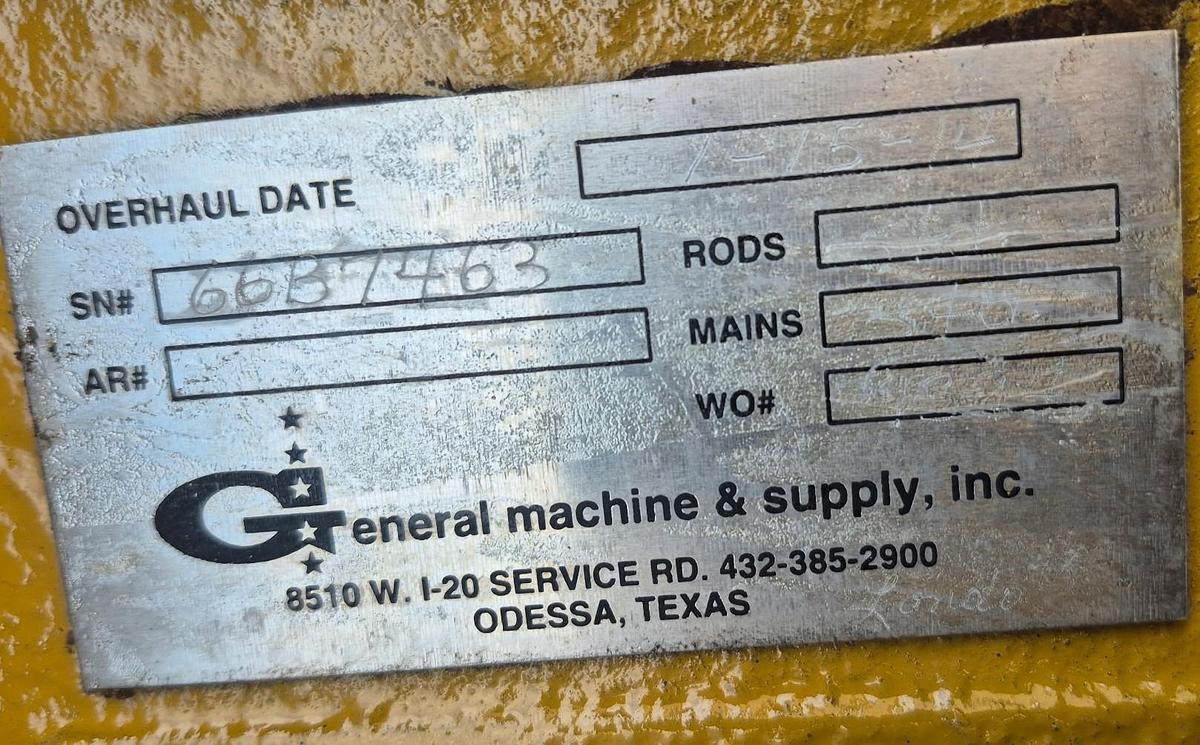 OVERHAUL DATE
SN# 66B7463
RODS
AR#
MAINS
WO#
General machine & supply, inc.
8510 W. I-20 SERVICE RD. 432-385-2900
ODESSA, TEXAS